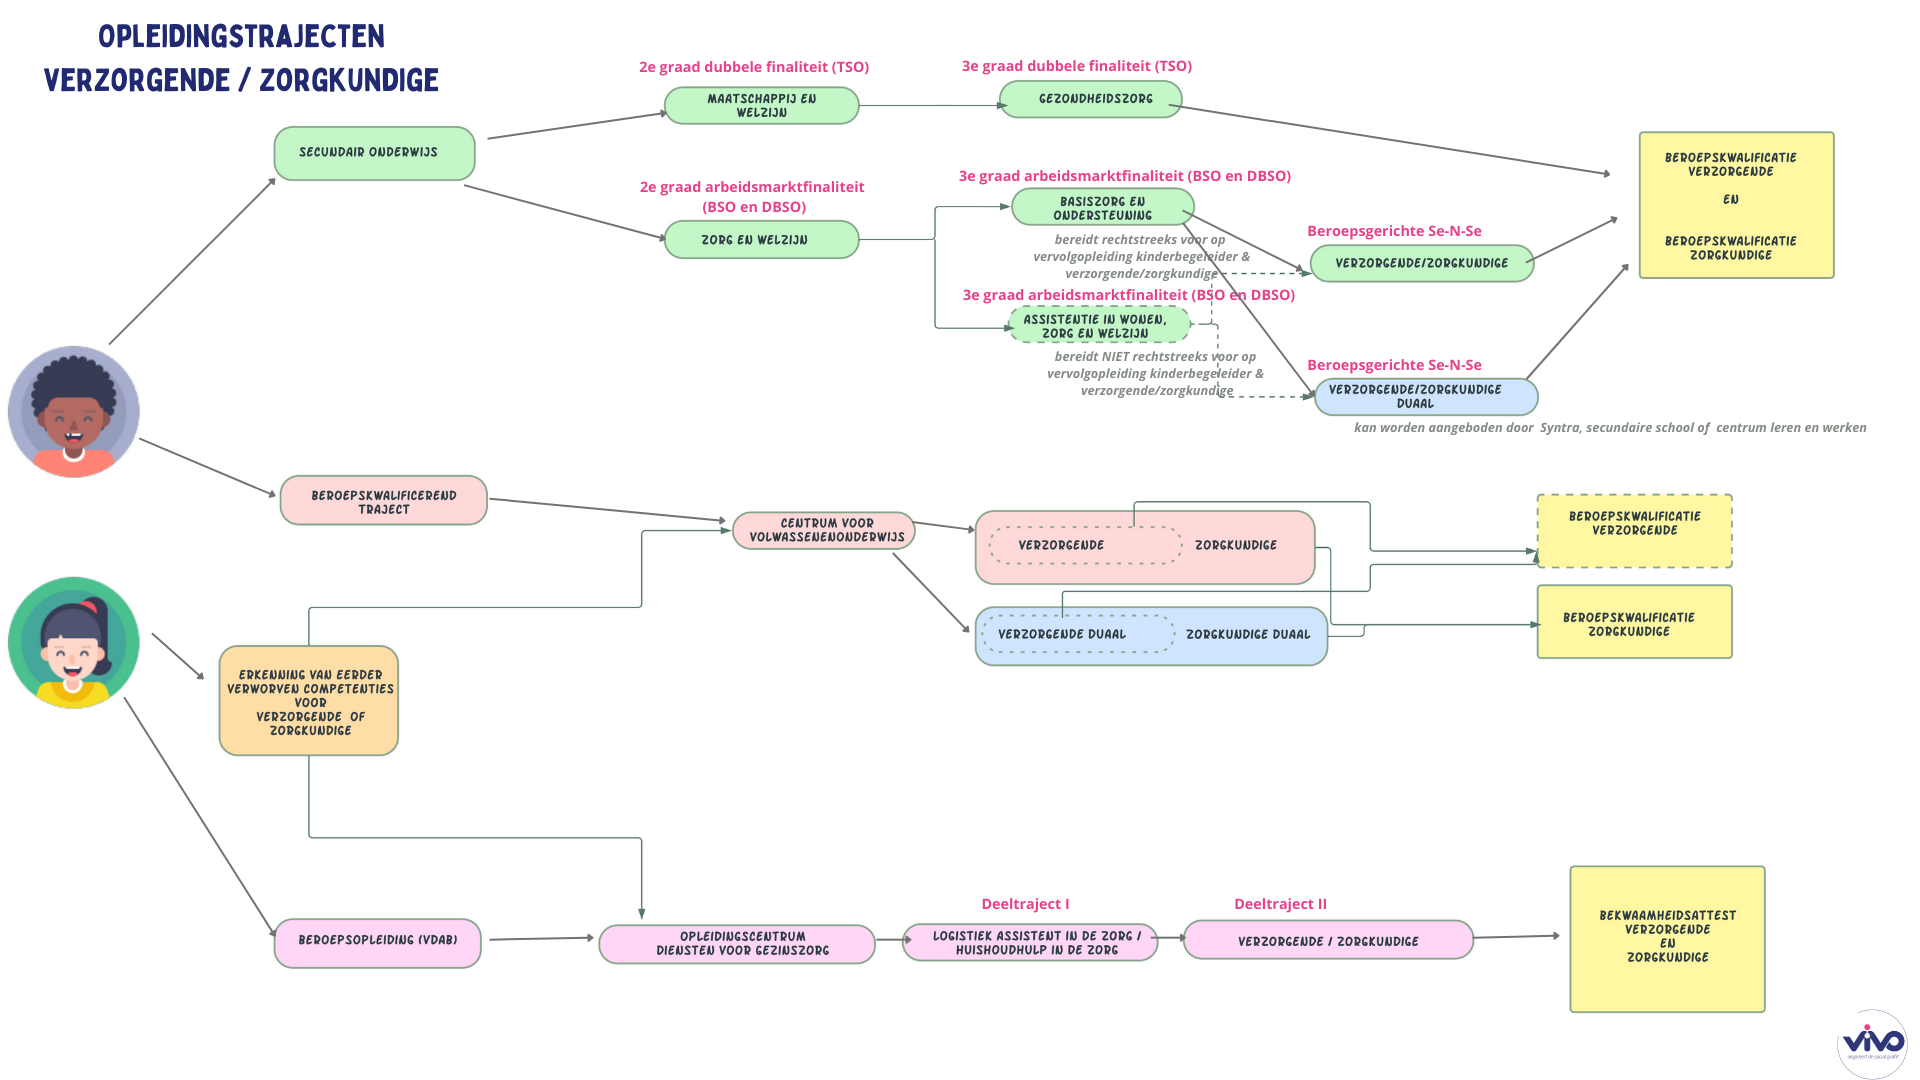 OPLEIDINGSTRAJECTEN
VERZORGENDE / ZORGKUNDIGE
2e graad dubbele finaliteit (TSO)
3e graad dubbele finaliteit (TSO)
MAATSCHAPPIJ EN
WELZIJN
GEZONDHEIDSZORG
SECUNDAIR ONDERWIJS
2e graad arbeidsmarktfinaliteit
(BSO en DBSO)
ZORG EN WELZIJN
3e graad arbeidsmarktfinaliteit (BSO en DBSO)
BASISZORG EN
ONDERSTEUNING
bereidt rechtstreeks voor op
vervolgopleiding kinderbegeleider &
verzorgende/zorgkundige
3e graad arbeidsmarktfinaliteit (BSO en DBSO)
ASSISTENTIE IN WONEN,
ZORG EN WELZIJN
bereidt NIET rechtstreeks voor op
vervolgopleiding kinderbegeleider &
verzorgende/zorgkundige
Beroepsgerichte Se-N-Se
VERZORGENDE/ZORGKUNDIGE
Beroepsgerichte Se-N-Se
VERZORGENDE/ZORGKUNDIGE
DUAAL
kan worden aangeboden door Syntra, secundaire school of centrum leren en werken
BEROEPSKWALIFICATIE
VERZORGENDE
EN
BEROEPSKWALIFICATIE
ZORGKUNDIGE
BEROEPSKWALIFICEREND
TRAJECT
CENTRUM VOOR
VOLWASSENENONDERWIJS
VERZORGENDE
ZORGKUNDIGE
VERZORGENDE DUAAL
ZORGKUNDIGE DUAAL
BEROEPSKWALIFICATIE
VERZORGENDE
BEROEPSKWALIFICATIE
ZORGKUNDIGE
ERKENNING VAN EERDER
VERWORVEN COMPETENTIES
VOOR
VERZORGENDE OF
ZORGKUNDIGE
BEROEPSOPLEIDING (VDAB)
OPLEIDINGSCENTRUM
DIENSTEN VOOR GEZINSZORG
Deeltraject I
LOGISTIEK ASSISTENT IN DE ZORG /
HUISHOUDHULP IN DE ZORG
Deeltraject II
VERZORGENDE / ZORGKUNDIGE
BEKWAAMHEIDSATTEST
VERZORGENDE
EN
ZORGKUNDIGE
vivo
inspireert de social profit